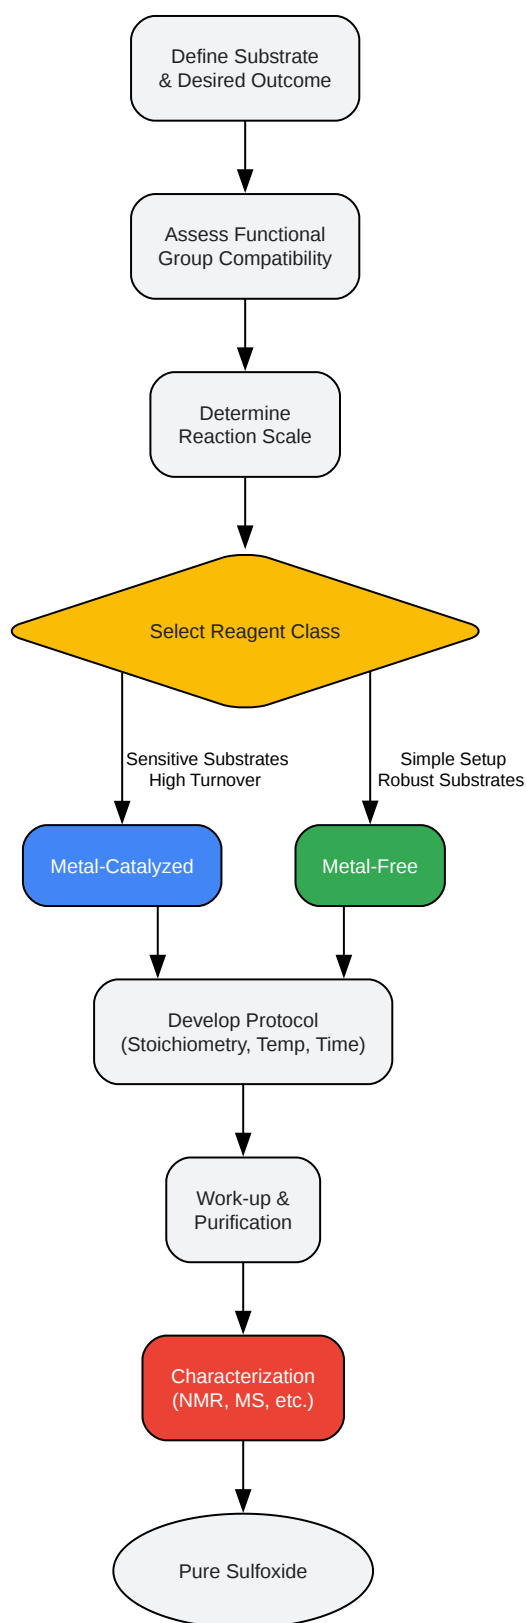 Define Substrate
& Desired Outcome
Assess Functional
Group Compatibility
Determine
Reaction Scale
Select Reagent Class
Sensitive Substrates
High Turnover
Simple Setup
Robust Substrates
Metal-Catalyzed
Metal-Free
Develop Protocol
(Stoichiometry, Temp, Time)
Work-up &
Purification
Characterization
(NMR, MS, etc.)
Pure Sulfoxide